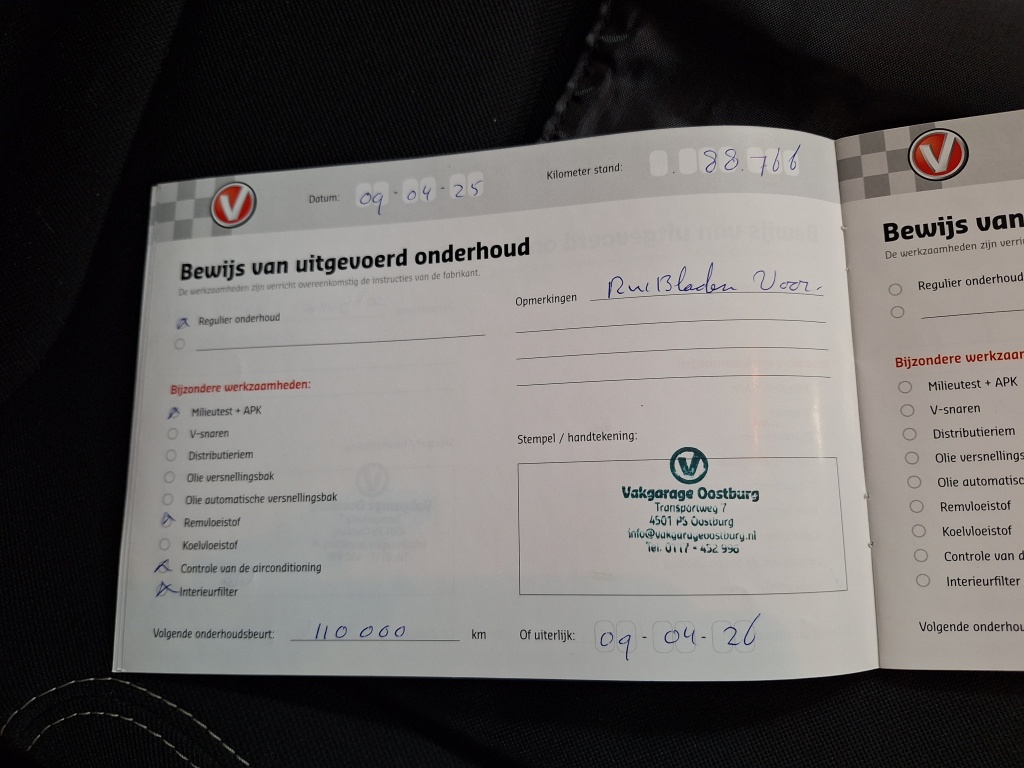 V
Datum: 09-04-25
Kilometer stand: 88.766
Bewijs van uitgevoerd onderhoud
De werkzaamheden zijn verricht overeenkomstig de instructies van de fabrikant.
Regulier onderhoud
Bijzondere werkzaamheden:
Milieutest + APK
V-snaren
Distributieriem
Olie versnellingsbak
Olie automatische versnellingsbak
Remvloeistof
Koelvloeistof
Controle van de airconditioning
Interieurfilter
Volgende onderhoudsbeurt: 110 000 km
Opmerkingen RuiBladen Voor.
Stempel / handtekening:
V
Vakgarage Oostburg
Transportweg 7
4501 PS Oostburg
info@vakgarageoostburg.nl
Tel. 0117 - 452 990
Of uiterlijk: 09-04-26
V
Bewijs van
De werkzaamheden zijn verri
Regulier onderhoud
Bijzondere werkzaam
Milieutest + APK
V-snaren
Distributieriem
Olie versnellings
Olie automatisc
Remvloeistof
Koelvloeistof
Controle van d
Interieurfilter
Volgende onderhou